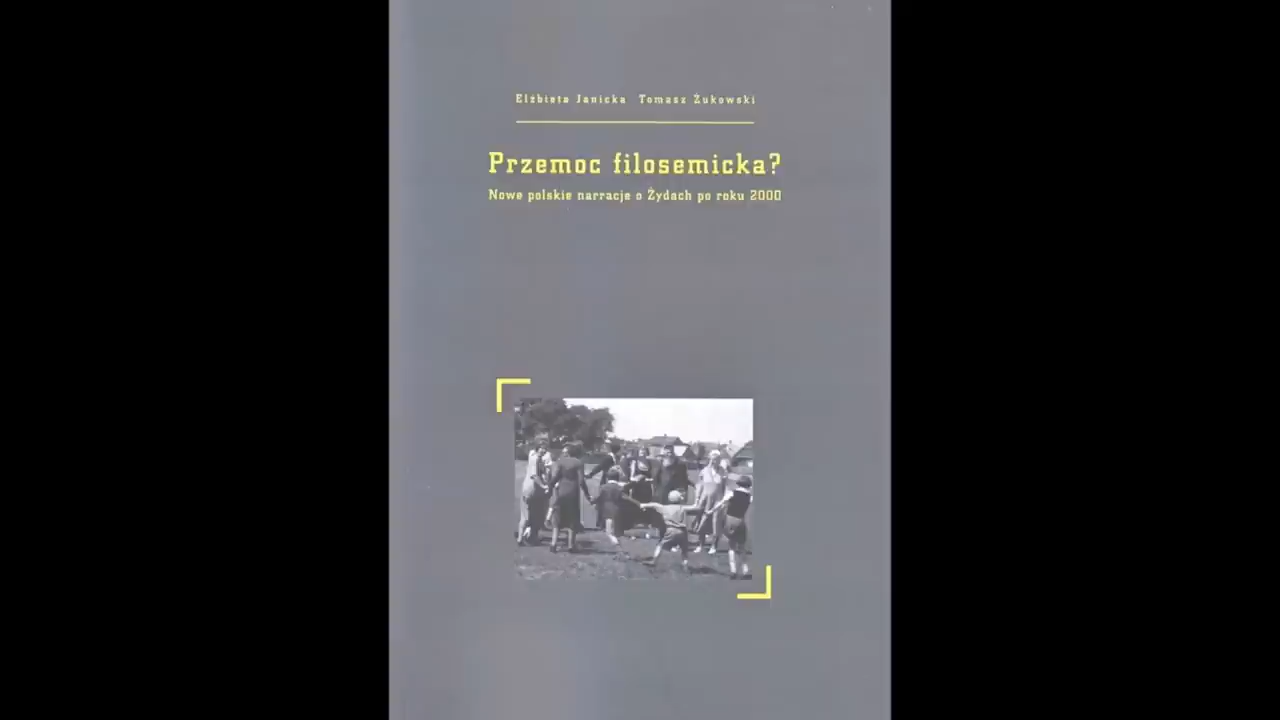 Elżbieta Janicka Tomasz Żukowski
Przemoc filosemicka?
Nowe polskie narracje o Żydach po roku 2000